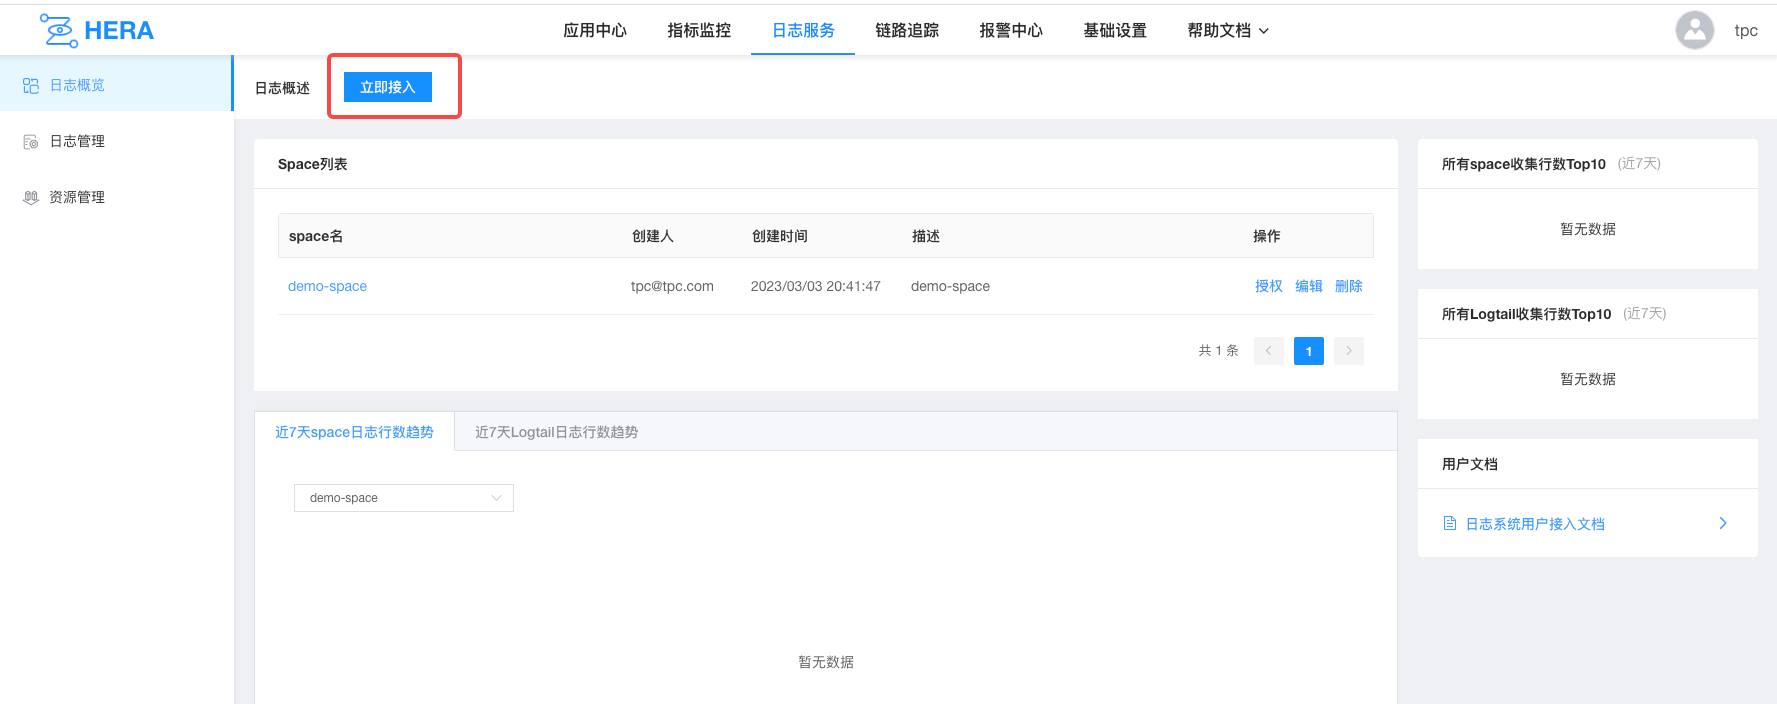 HERA
应用中心 指标监控 日志服务 链路追踪 报警中心 基础设置 帮助文档
tpc
日志概览
日志管理
资源管理
日志概述 立即接入
Space列表
space名 创建人 创建时间 描述 操作
demo-space tpc@tpc.com 2023/03/03 20:41:47 demo-space 授权 编辑 删除
共 1 条 1
近7天space日志行数趋势 近7天Logtail日志行数趋势
demo-space
暂无数据
所有space收集行数Top10 (近7天)
暂无数据
所有Logtail收集行数Top10 (近7天)
暂无数据
用户文档
日志系统用户接入文档